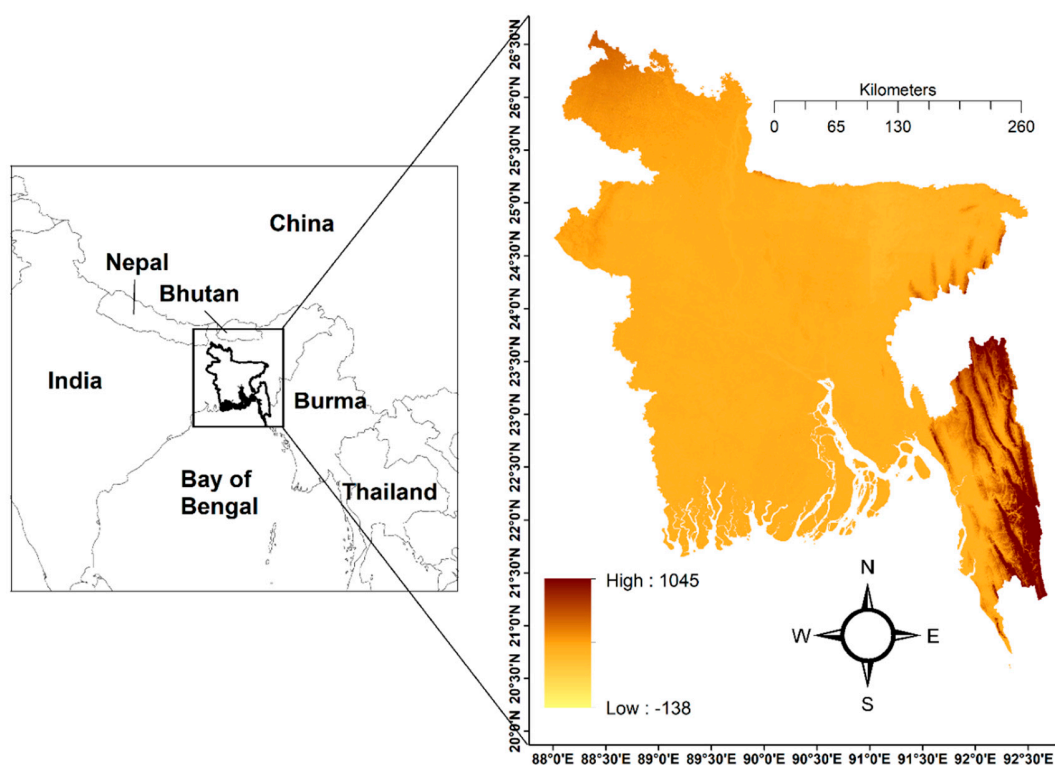 China
Nepal
Bhutan
India
Burma
Bay of
Bengal
Thailand
26°30'N
26°0'N
25°30'N
25°0'N
24°30'N
24°0'N
23°30'N
23°0'N
22°30'N
22°0'N
21°30'N
21°0'N
20°30'N
20°0'N
Kilometers
0 65 130 260
High : 1045
Low : -138
N
W E
S
88°0'E 88°30'E 89°0'E 89°30'E 90°0'E 90°30'E 91°0'E 91°30'E 92°0'E 92°30'E